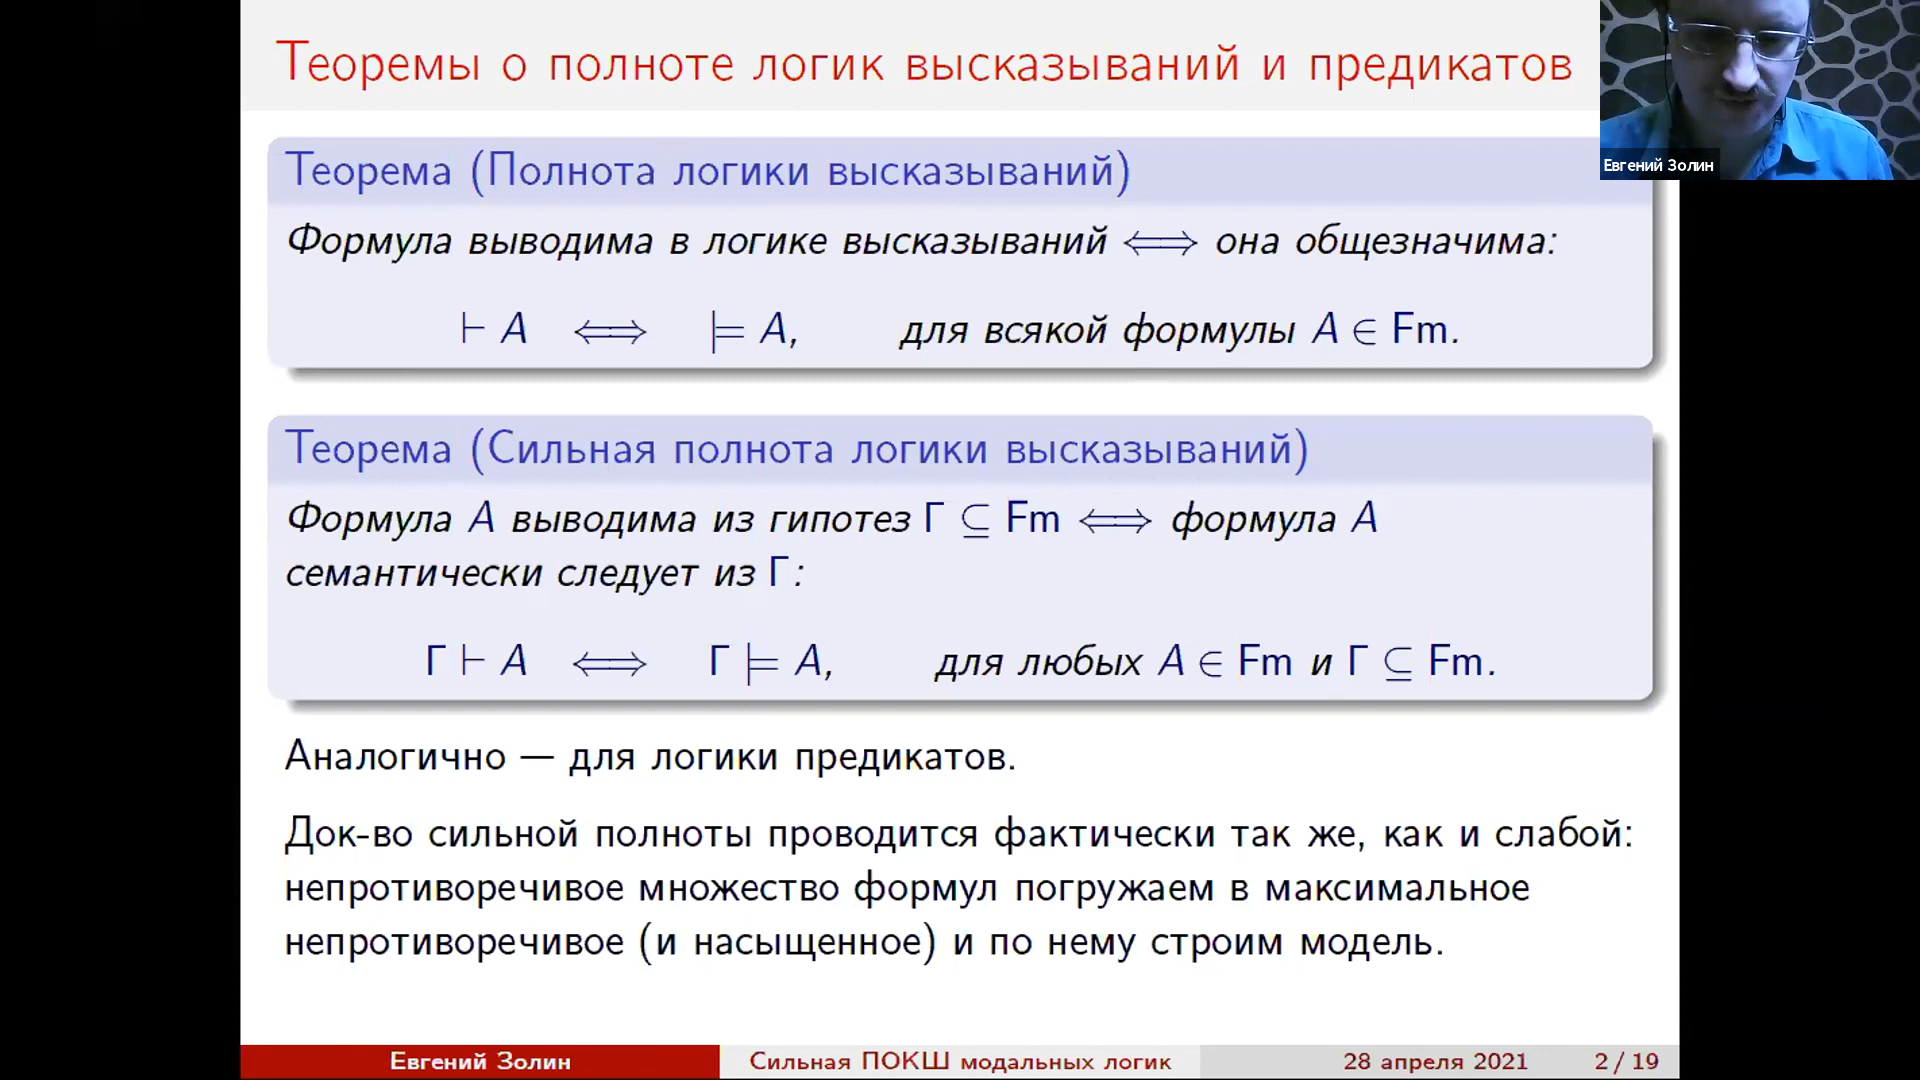 Теоремы о полноте логик высказываний и предикатов
Евгений Золин
Теорема (Полнота логики высказываний)
Формула выводима в логике высказываний ⟺ она общезначима:
⊢ A ⟺ ⊨ A, для всякой формулы A ∈ Fm.
Теорема (Сильная полнота логики высказываний)
Формула A выводима из гипотез Γ ⊆ Fm ⟺ формула A
семантически следует из Γ:
Γ ⊢ A ⟺ Γ ⊨ A, для любых A ∈ Fm и Γ ⊆ Fm.
Аналогично — для логики предикатов.
Док-во сильной полноты проводится фактически так же, как и слабой:
непротиворечивое множество формул погружаем в максимальное
непротиворечивое (и насыщенное) и по нему строим модель.
Евгений Золин Сильная ПОКШ модальных логик 28 апреля 2021 2 / 19